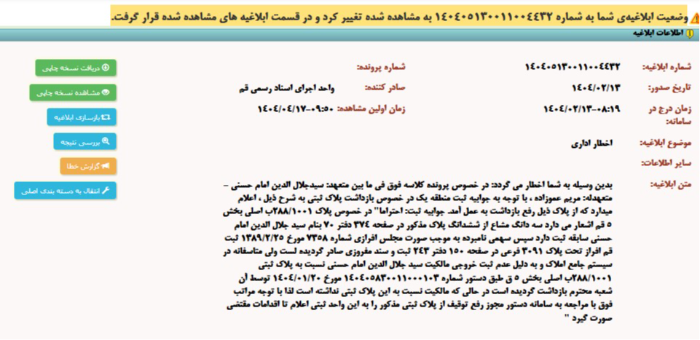 وضعیت ابلاغیه‌ی شما به شماره ۱۴۰۴۰۵۱۳۰۰۱۱۰۰۴۴۳۲ به مشاهده شده تغییر کرد و در قسمت ابلاغیه های مشاهده شده قرار گرفت.
اطلاعات ابلاغیه
شماره ابلاغیه: ۱۴۰۴۰۵۱۳۰۰۱۱۰۰۴۴۳۲ شماره پرونده: دریافت نسخه چاپی
تاریخ صدور: ۱۴۰۴/۰۲/۱۳ صادر کننده: واحد اجرای اسناد رسمی قم مشاهده نسخه چاپی
زمان درج در سامانه: ۱۴۰۴/۰۲/۱۳-۰۸:۱۹ زمان اولین مشاهده: ۱۴۰۴/۰۴/۱۷-۰۹:۵۰ بازسازی ابلاغیه
موضوع ابلاغیه: اخطار اداری بررسی نتیجه
سایر اطلاعات: گزارش خطا
انتقال به دسته بندی اصلی
متن ابلاغیه: بدین وسیله به شما اخطار می گردد: در خصوص پرونده کلاسه فوق فی ما بین متعهد: سیدجلال الدین امام حسنی –
متعهدله: مریم عموزاده ، با توجه به جوابیه ثبت منطقه یک در خصوص بازداشت پلاک ثبتی به شرح ذیل ، اعلام
میدارد که از پلاک ذیل رفع بازداشت به عمل آمد. جوابیه ثبت: احتراما" در خصوص پلاک ۲۸۸/۱۰۰۱ب اصلی بخش
۵ قم اشعار می دارد سه دانگ مشاع از ششدانگ پلاک مذکور در صفحه ۳۷۴ دفتر ۷۰ بنام سید جلال الدین امام
حسنی سابقه ثبت دارد سپس سهمی نامبرده به موجب صورت مجلس افرازی شماره ۷۳۵۸ مورخ ۱۳۸۹/۲/۲۵ ثبت
قم افراز تحت پلاک ۳۰۹۱ فرعی در صفحه ۱۵۰ دفتر ۲۴۳ ثبت و سند مفروزی صادر گردیده لست ولی متاسفانه در
سیستم جامع املاک و به دلیل عدم ثبت خروجی مالکیت سید جلال الدین امام حسنی نسبت به پلاک ثبتی
۲۸۸/۱۰۰۱ب اصلی بخش ۵ ق طبق دستور شماره ۱۴۰۴۰۵۸۳۰۰۱۱۰۰۰۱۰۳ مورخ ۱۴۰۴/۰۱/۲۰ توسط آن
شعبه محترم بازداشت گردیده است در حالی که مالکیت نسبت به این پلاک ثبتی نداشته است لذا با توجه مراتب
فوق با مراجعه به سامانه دستور مجوز رفع توقیف از پلاک ثبتی مذکور را به این واحد ثبتی اعلام تا اقدامات مقتضی
صورت گیرد "